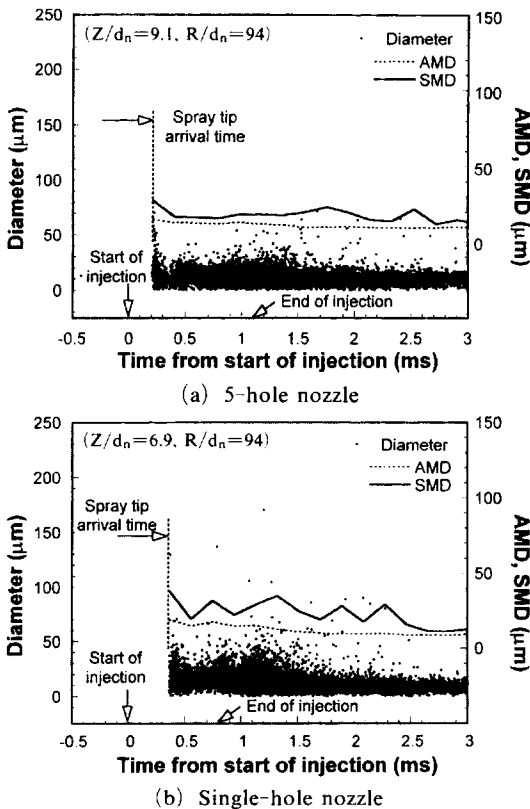 (Z/dn=9.1, R/dn=94)
Diameter
AMD
SMD
Spray tip
arrival time
Start of
injection
End of injection
250
200
150
100
50
0
Diameter (μm)
150
100
50
0
AMD, SMD (μm)
-0.5 0 0.5 1 1.5 2 2.5 3
Time from start of injection (ms)
(a) 5-hole nozzle
(Z/dn=6.9, R/dn=94)
Diameter
AMD
SMD
Spray tip
arrival time
Start of
injection
End of injection
250
200
150
100
50
0
Diameter (μm)
150
100
50
0
AMD, SMD (μm)
-0.5 0 0.5 1 1.5 2 2.5 3
Time from start of injection (ms)
(b) Single-hole nozzle